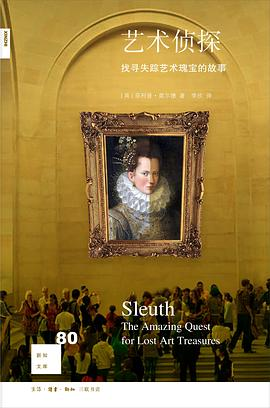 艺术侦探
找寻失踪艺术瑰宝的故事
[英] 菲利普·莫尔德 著 李欣 译
Sleuth
The Amazing Quest
for Lost Art Treasures
80
新知
文库
生活·讀書·新知 三联书店